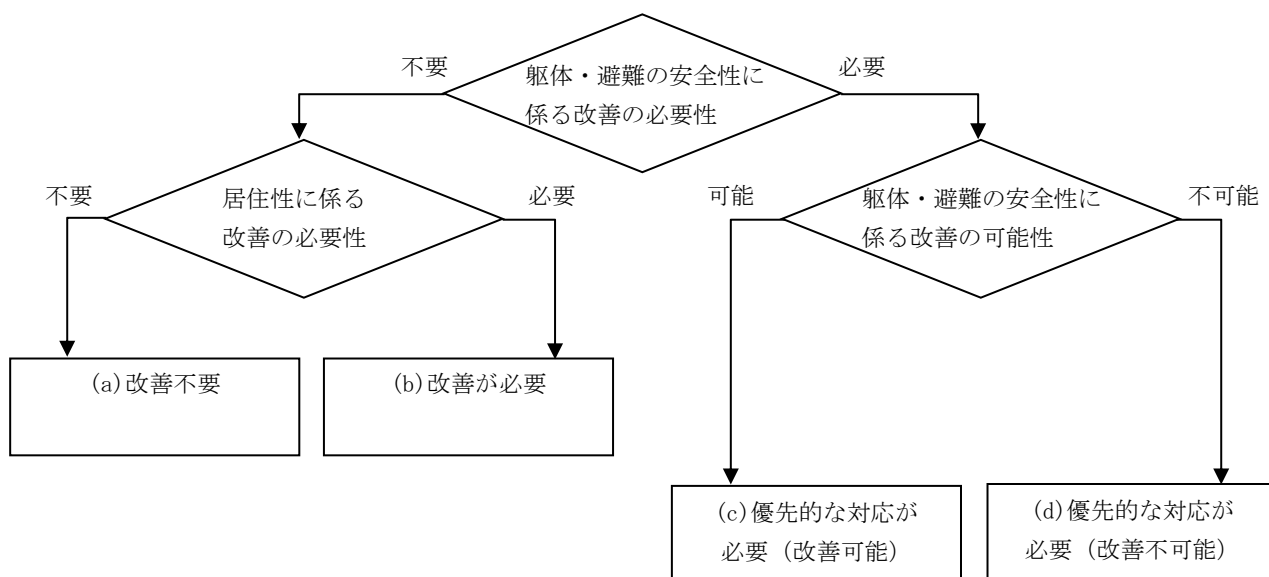 不要
躯体・避難の安全性に
係る改善の必要性
必要
不要
居住性に係る
改善の必要性
必要
可能
躯体・避難の安全性に
係る改善の可能性
不可能
(a)改善不要
(b)改善が必要
(c)優先的な対応が
必要（改善可能）
(d)優先的な対応が
必要（改善不可能）